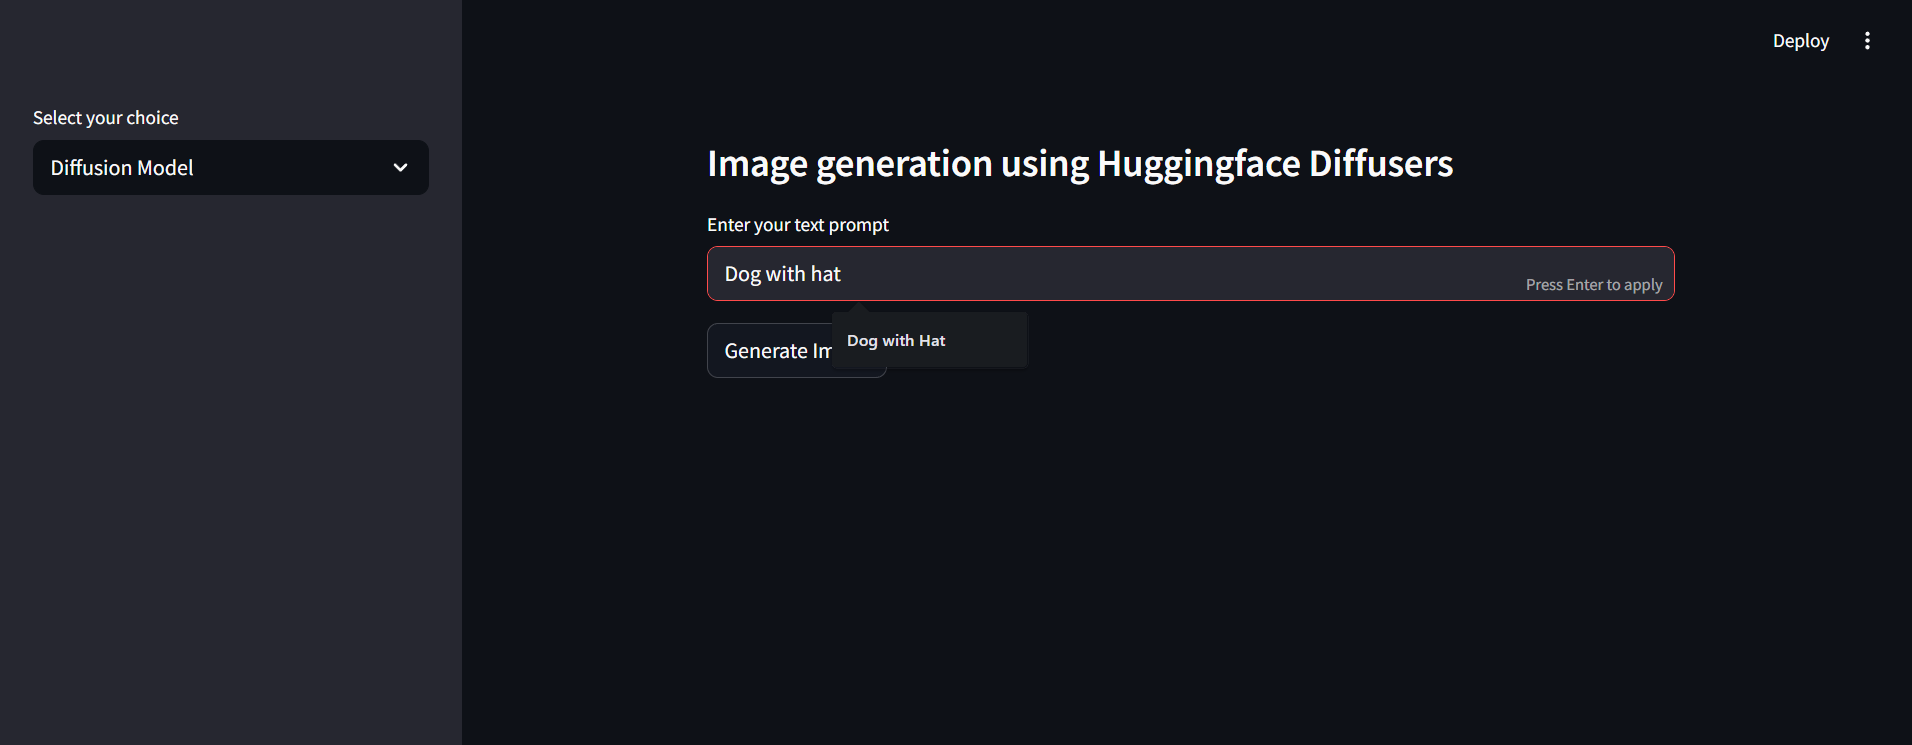 Deploy
Select your choice
Diffusion Model
Image generation using Huggingface Diffusers
Enter your text prompt
Dog with hat
Press Enter to apply
Generate Im
Dog with Hat